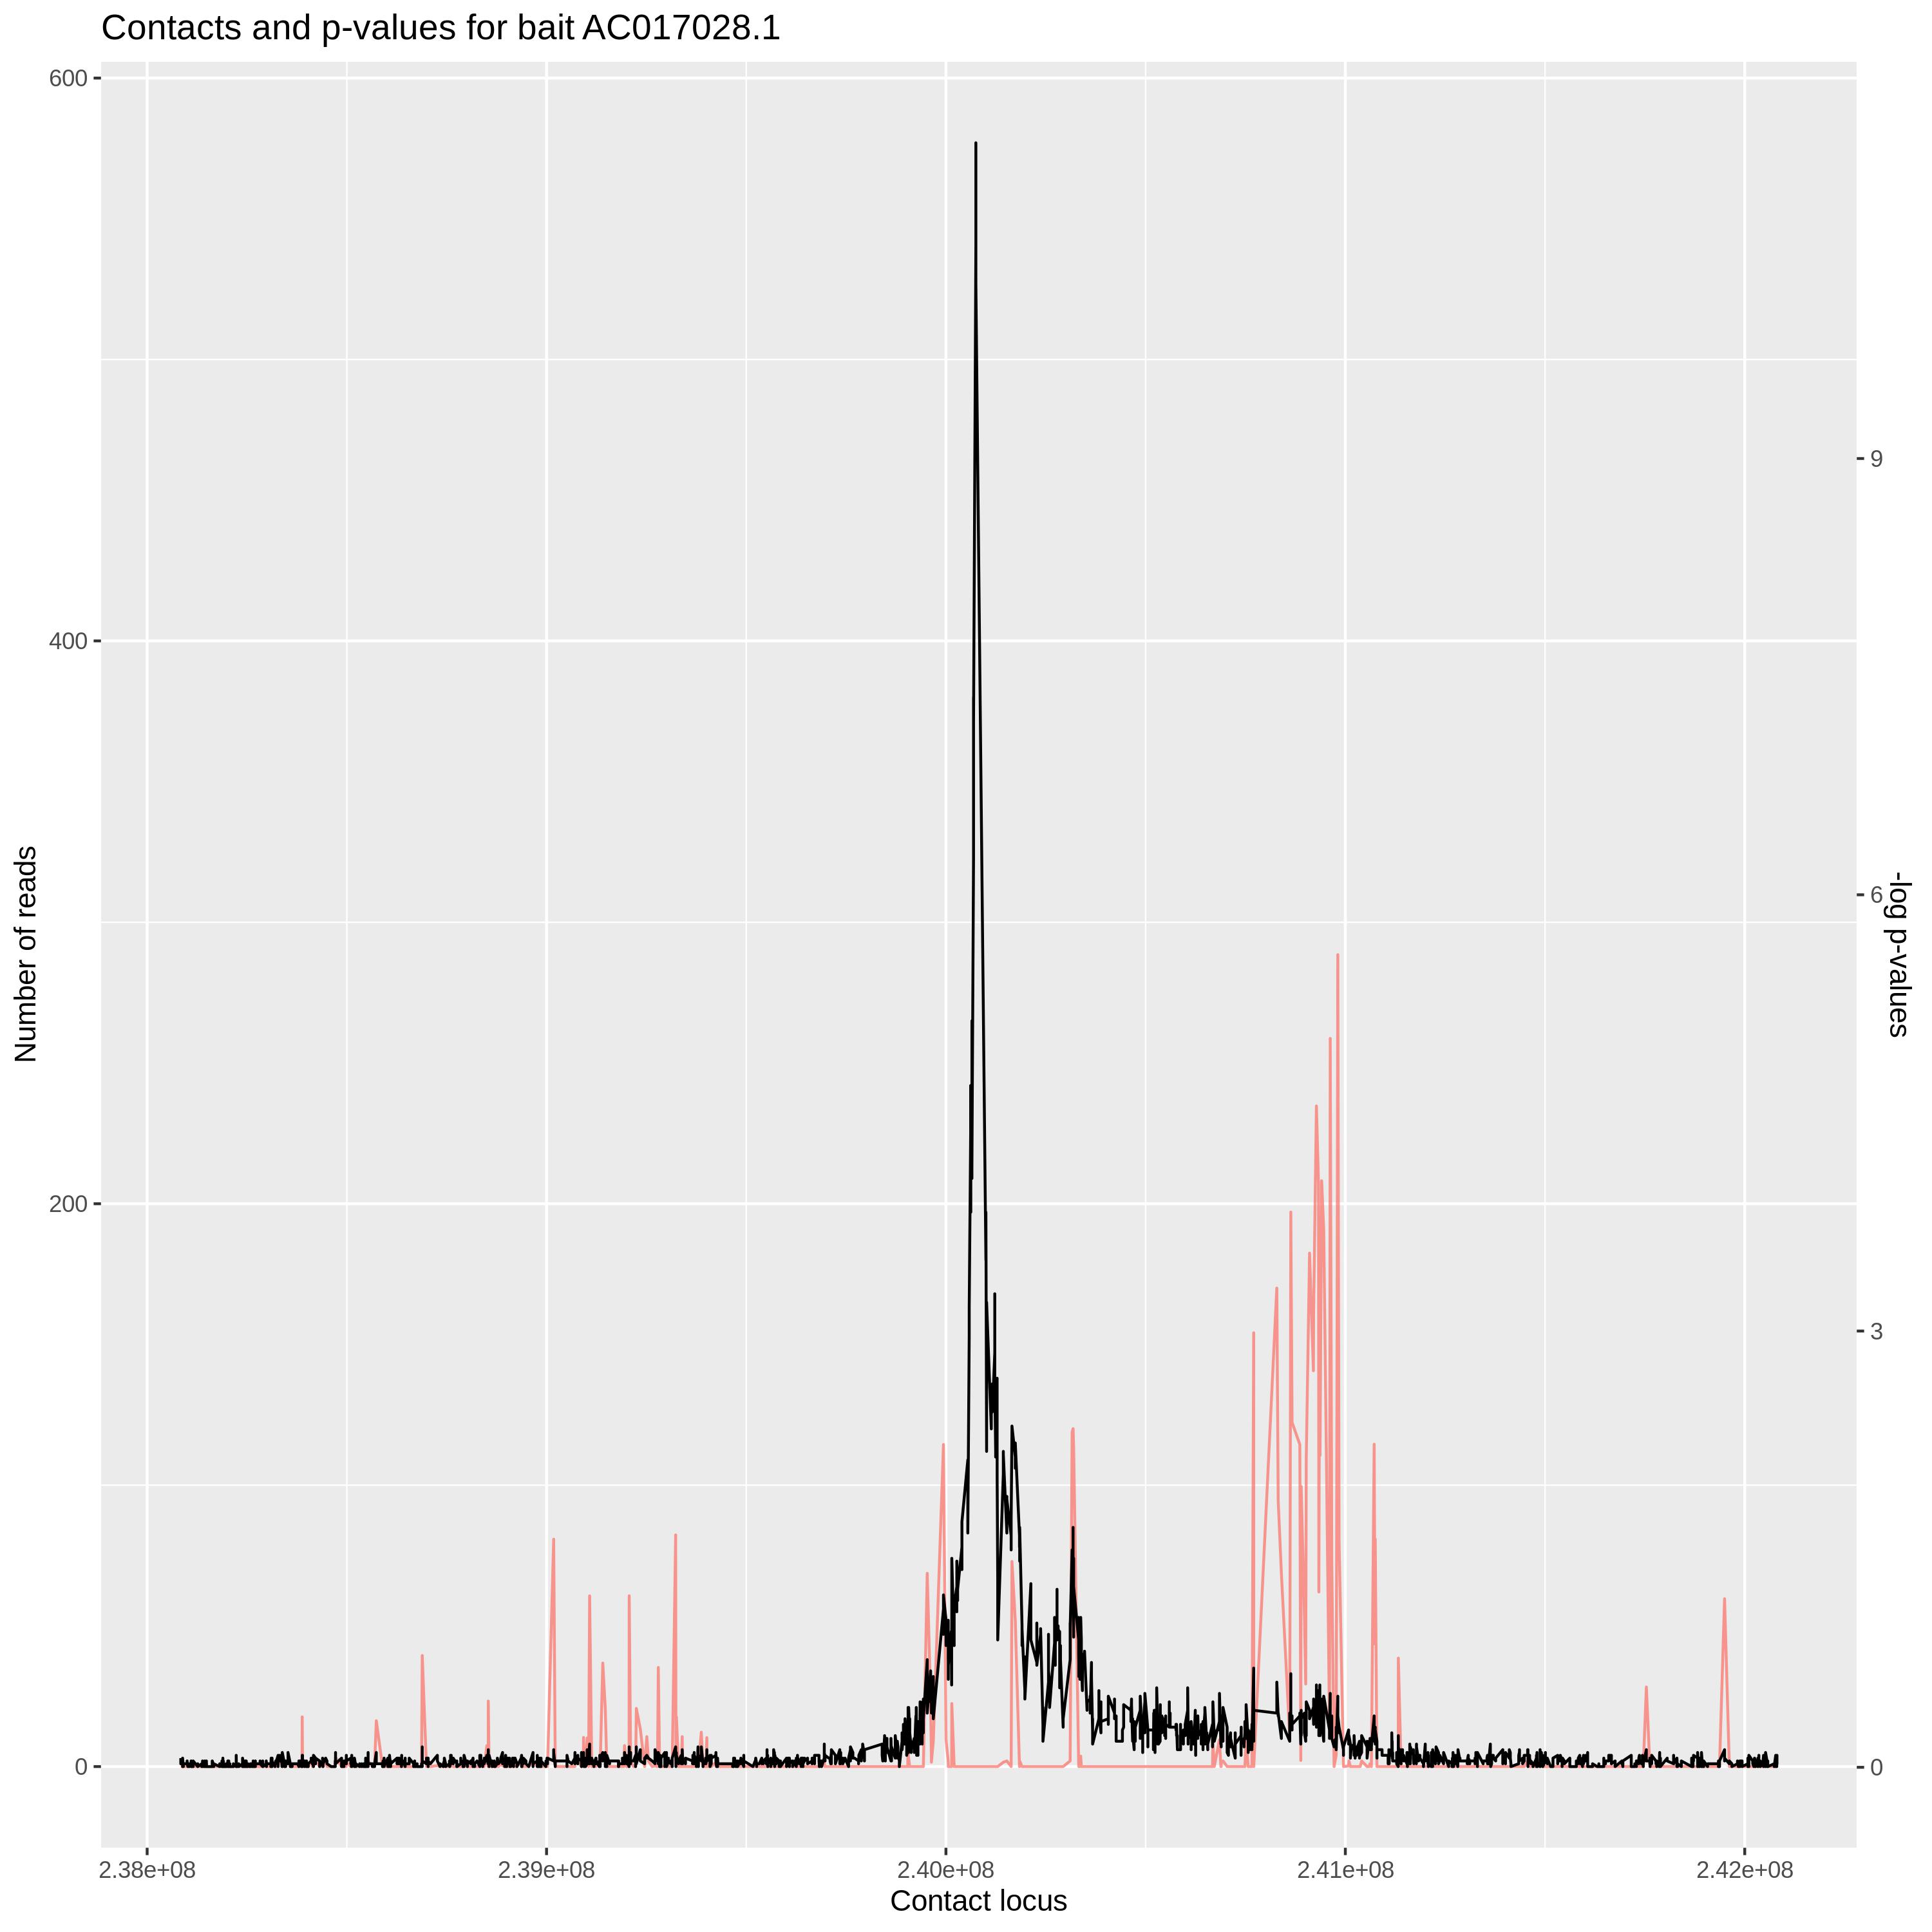 Contacts and p-values for bait AC017028.1
600
400
200
0
Number of reads
9
6
3
0
-log p-values
2.38e+08
2.39e+08
2.40e+08
2.41e+08
2.42e+08
Contact locus